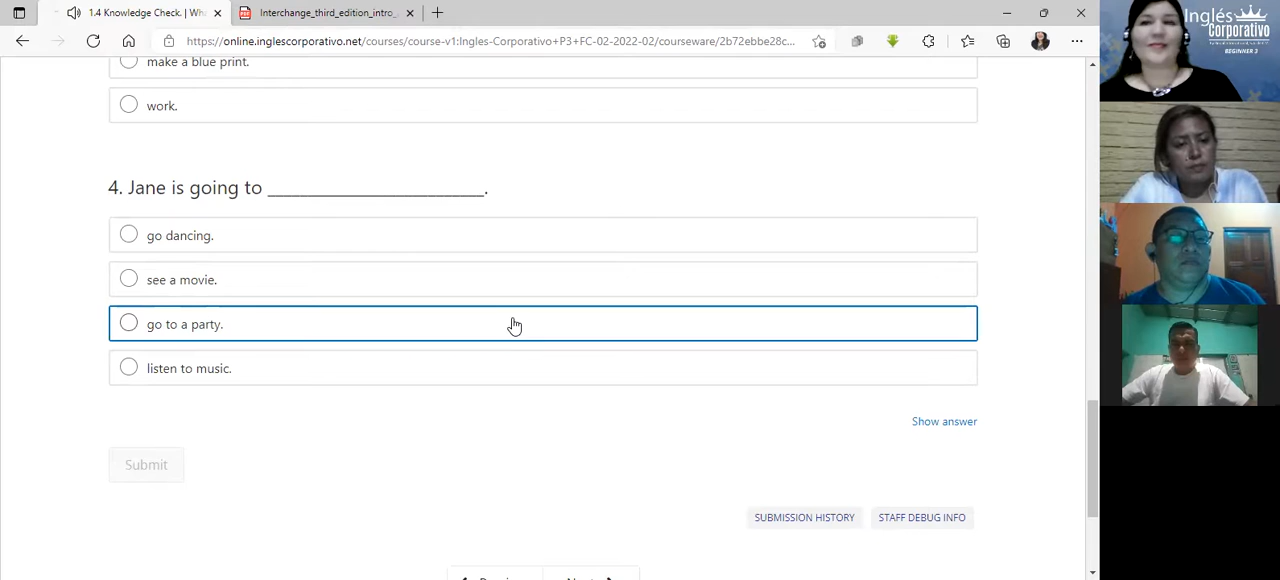 1.4 Knowledge Check. | Wh
Interchange_third_edition_intro_
https://online.inglescorporativo.net/courses/course-v1:Ingles-Corporativo+P3+FC-02-2022-02/courseware/2b72ebbe28c...
make a blue print.
work.
4. Jane is going to ______________________.
go dancing.
see a movie.
go to a party.
listen to music.
Show answer
Submit
SUBMISSION HISTORY
STAFF DEBUG INFO
Inglés
Corporativo
BEGINNER 3